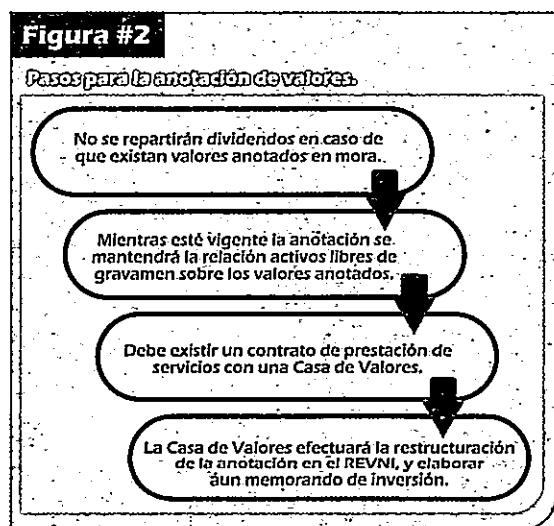 Figura #2
Pasos para la anotación de valores.
No se repartirán dividendos en caso de
que existan valores anotados en mora.
Mientras esté vigente la anotación se
mantendrá la relación activos libres de
gravamen sobre los valores anotados.
Debe existir un contrato de prestación de
servicios con una Casa de Valores.
La Casa de Valores efectuará la restructuración
de la anotación en el REVNI, y elaborar
áun memorando de inversión.